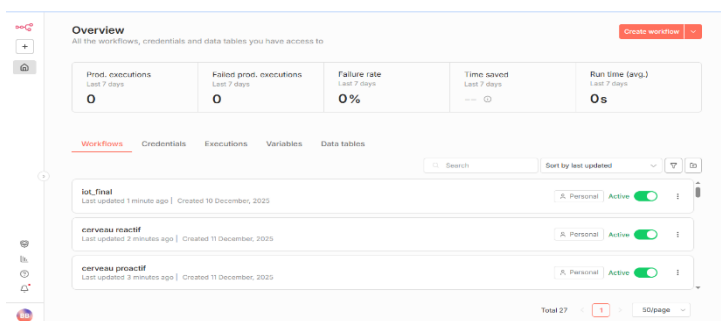 Overview
All the workflows, credentials and data tables you have access to
Create workflow
Prod. executions
Last 7 days
0
Failed prod. executions
Last 7 days
0
Failure rate
Last 7 days
0%
Time saved
Last 7 days
--
Run time (avg.)
Last 7 days
0s
Workflows Credentials Executions Variables Data tables
Search
Sort by last updated
iot_final
Last updated 1 minute ago | Created 10 December, 2025
Personal Active
cerveau reactif
Last updated 2 minutes ago | Created 11 December, 2025
Personal Active
cerveau proactif
Last updated 3 minutes ago | Created 11 December, 2025
Personal Active
Total 27 1 50/page
BB